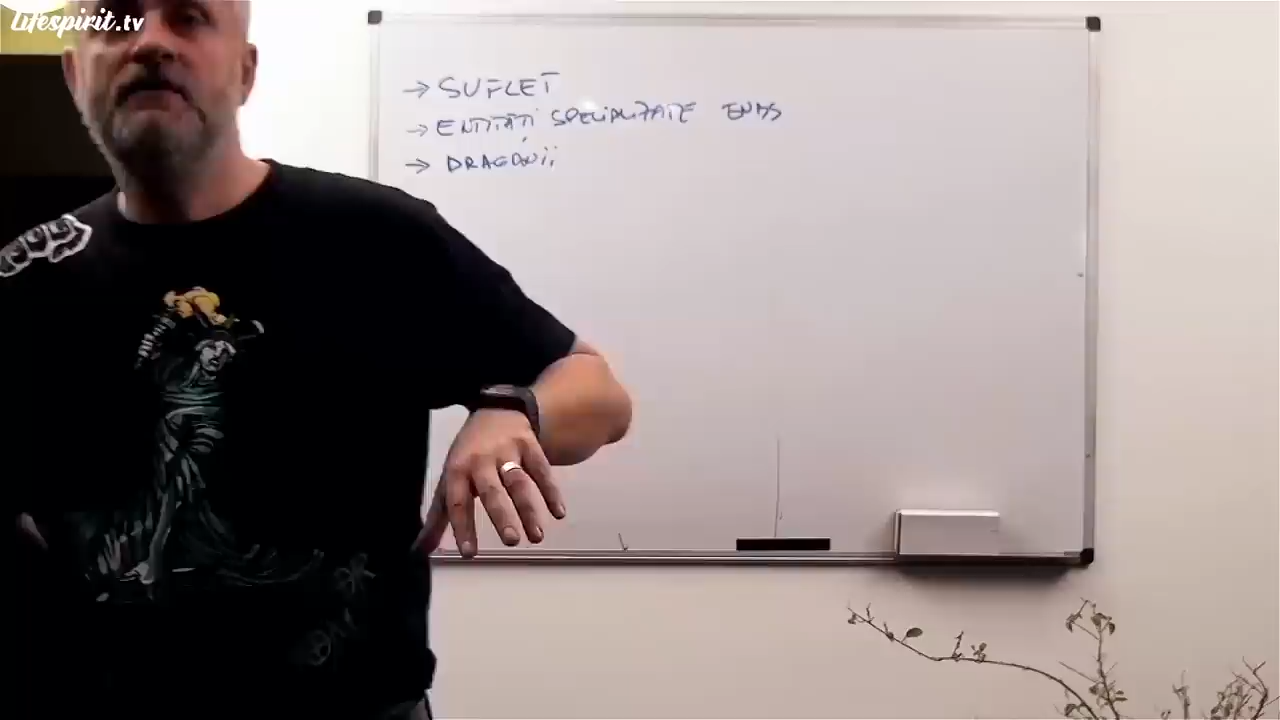 Lifespirit.tv
→ SUFLET
→ ENTITĂȚI SPECIALIZATE
→ DRAGONII